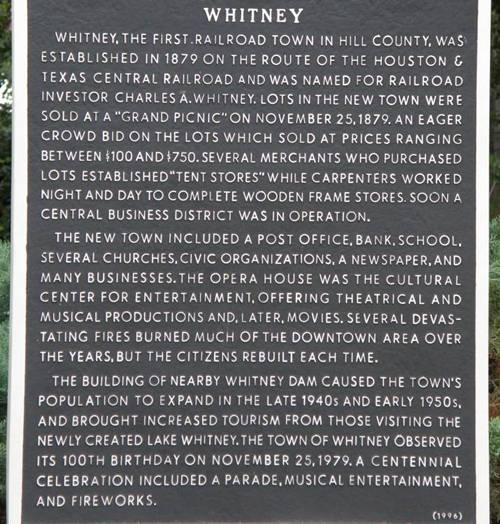 WHITNEY
WHITNEY, THE FIRST RAILROAD TOWN IN HILL COUNTY, WAS
ESTABLISHED IN 1879 ON THE ROUTE OF THE HOUSTON &
TEXAS CENTRAL RAILROAD AND WAS NAMED FOR RAILROAD
INVESTOR CHARLES A. WHITNEY. LOTS IN THE NEW TOWN WERE
SOLD AT A "GRAND PICNIC" ON NOVEMBER 25, 1879. AN EAGER
CROWD BID ON THE LOTS WHICH SOLD AT PRICES RANGING
BETWEEN $100 AND $750. SEVERAL MERCHANTS WHO PURCHASED
LOTS ESTABLISHED "TENT STORES" WHILE CARPENTERS WORKED
NIGHT AND DAY TO COMPLETE WOODEN FRAME STORES. SOON A
CENTRAL BUSINESS DISTRICT WAS IN OPERATION.
THE NEW TOWN INCLUDED A POST OFFICE, BANK, SCHOOL,
SEVERAL CHURCHES, CIVIC ORGANIZATIONS, A NEWSPAPER, AND
MANY BUSINESSES. THE OPERA HOUSE WAS THE CULTURAL
CENTER FOR ENTERTAINMENT, OFFERING THEATRICAL AND
MUSICAL PRODUCTIONS AND, LATER, MOVIES. SEVERAL DEVAS-
TATING FIRES BURNED MUCH OF THE DOWNTOWN AREA OVER
THE YEARS, BUT THE CITIZENS REBUILT EACH TIME.
THE BUILDING OF NEARBY WHITNEY DAM CAUSED THE TOWN'S
POPULATION TO EXPAND IN THE LATE 1940s AND EARLY 1950s,
AND BROUGHT INCREASED TOURISM FROM THOSE VISITING THE
NEWLY CREATED LAKE WHITNEY. THE TOWN OF WHITNEY OBSERVED
ITS 100TH BIRTHDAY ON NOVEMBER 25, 1979. A CENTENNIAL
CELEBRATION INCLUDED A PARADE, MUSICAL ENTERTAINMENT,
AND FIREWORKS.
(1996)